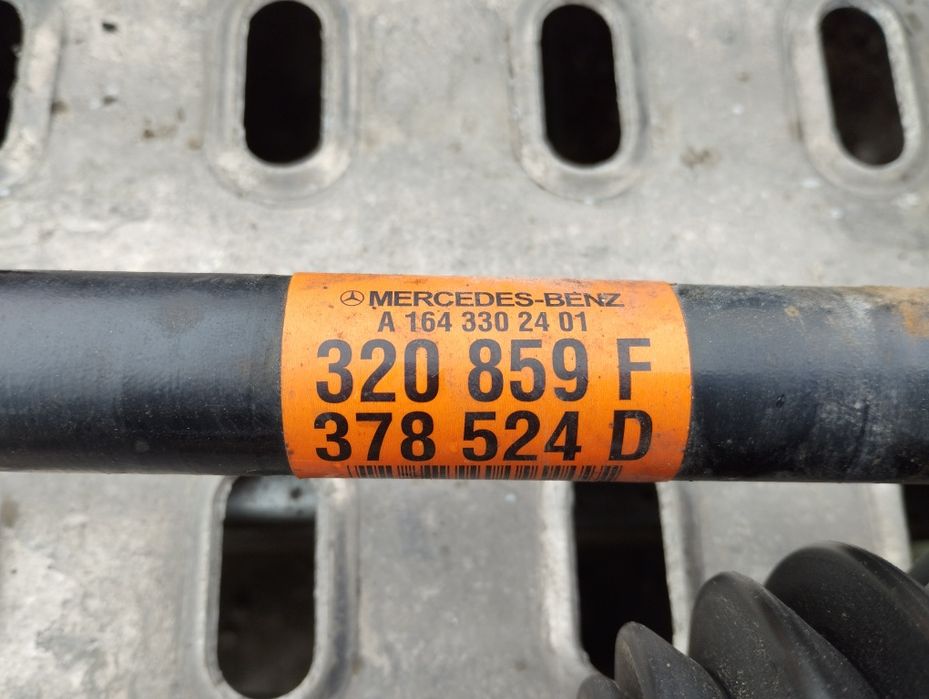 MERCEDES-BENZ
A 164 330 24 01
320 859 F
378 524 D